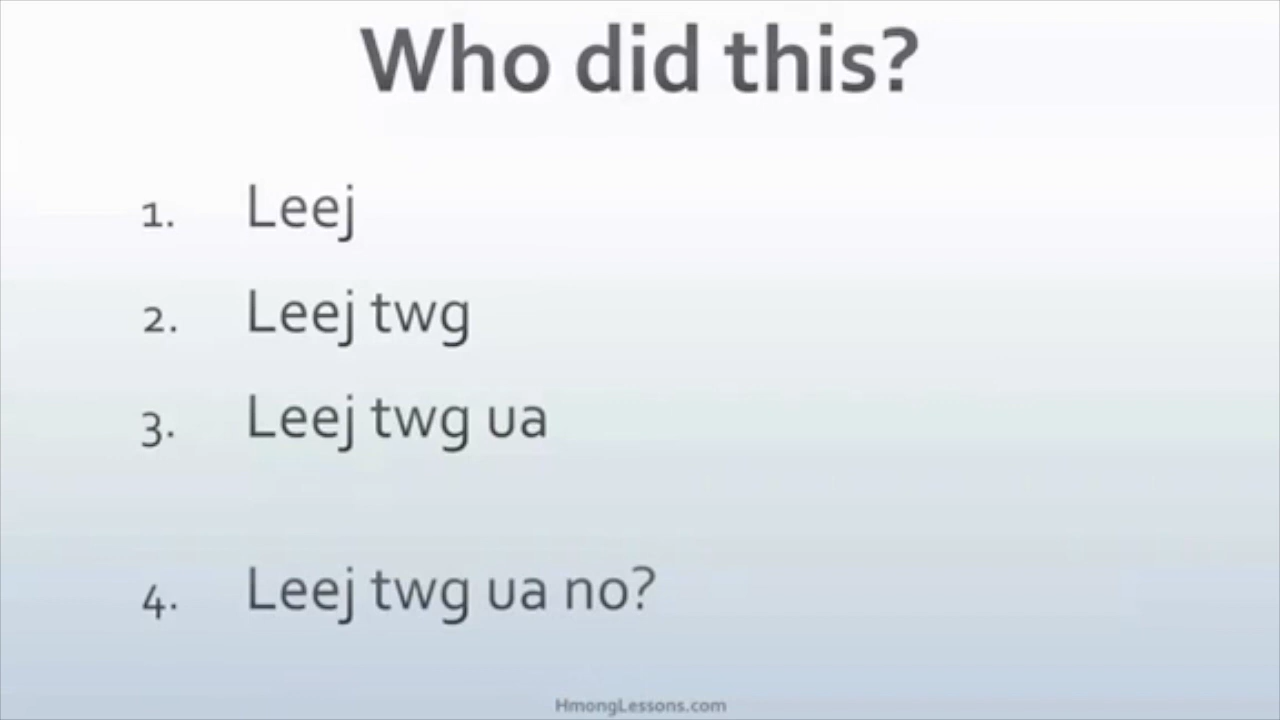 Who did this?
1. Leej
2. Leej twg
3. Leej twg ua
4. Leej twg ua no?
HmongLessons.com